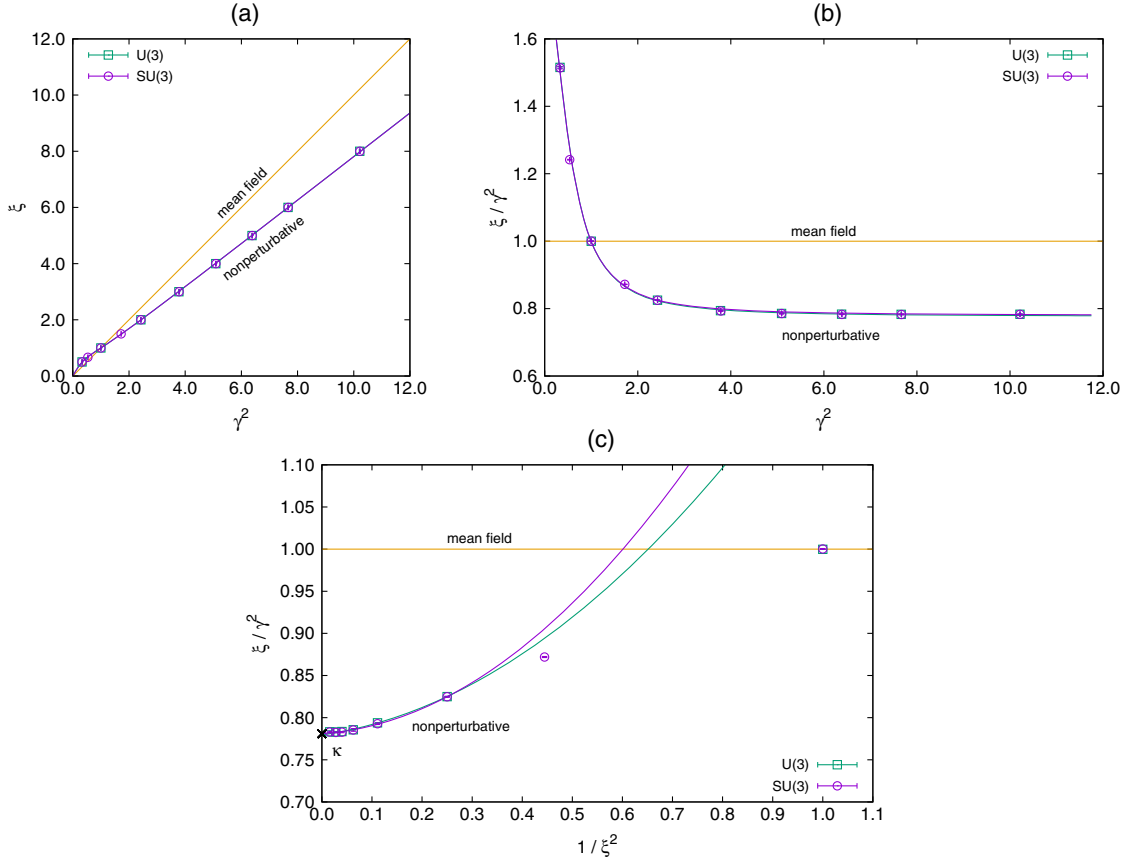 (a)
12.0
10.0
8.0
6.0
4.0
2.0
0.0
ξ
U(3)
SU(3)
mean field
nonperturbative
0.0 2.0 4.0 6.0 8.0 10.0 12.0
γ²
(b)
1.6
1.4
1.2
1.0
0.8
0.6
ξ / γ²
U(3)
SU(3)
mean field
nonperturbative
0.0 2.0 4.0 6.0 8.0 10.0 12.0
γ²
(c)
1.10
1.05
1.00
0.95
0.90
0.85
0.80
0.75
0.70
ξ / γ²
mean field
nonperturbative
κ
U(3)
SU(3)
0.0 0.1 0.2 0.3 0.4 0.5 0.6 0.7 0.8 0.9 1.0 1.1
1 / ξ²